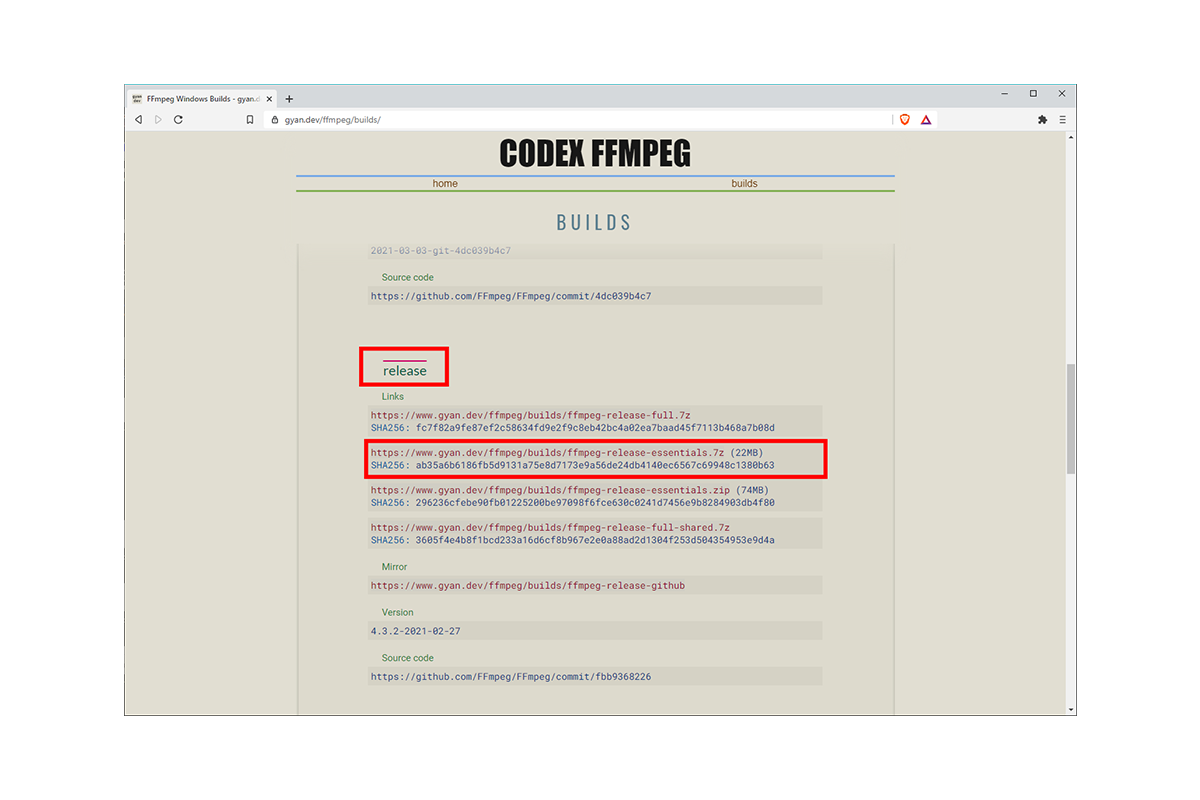 FFmpeg Windows Builds - gyan.d
gyan.dev/ffmpeg/builds/
CODEX FFMPEG
home
builds
BUILDS
2021-03-03-git-4dc039b4c7
Source code
https://github.com/FFmpeg/FFmpeg/commit/4dc039b4c7
release
Links
https://www.gyan.dev/ffmpeg/builds/ffmpeg-release-full.7z
SHA256: fc7f82a9fe87ef2c58634fd9e2f9c8eb42bc4a02ea7baad45f7113b468a7b08d
https://www.gyan.dev/ffmpeg/builds/ffmpeg-release-essentials.7z (22MB)
SHA256: ab35a6b6186fb5d9131a75e8d7173e9a56de24db4140ec6567c69948c1380b63
https://www.gyan.dev/ffmpeg/builds/ffmpeg-release-essentials.zip (74MB)
SHA256: 296236cfebe90fb01225200be97098f6fce630c0241d7456e9b8284903db4f80
https://www.gyan.dev/ffmpeg/builds/ffmpeg-release-full-shared.7z
SHA256: 3605f4e4b8f1bcd233a16d6cf8b967e2e0a88ad2d1304f253d504354953e9d4a
Mirror
https://www.gyan.dev/ffmpeg/builds/ffmpeg-release-github
Version
4.3.2-2021-02-27
Source code
https://github.com/FFmpeg/FFmpeg/commit/fbb9368226